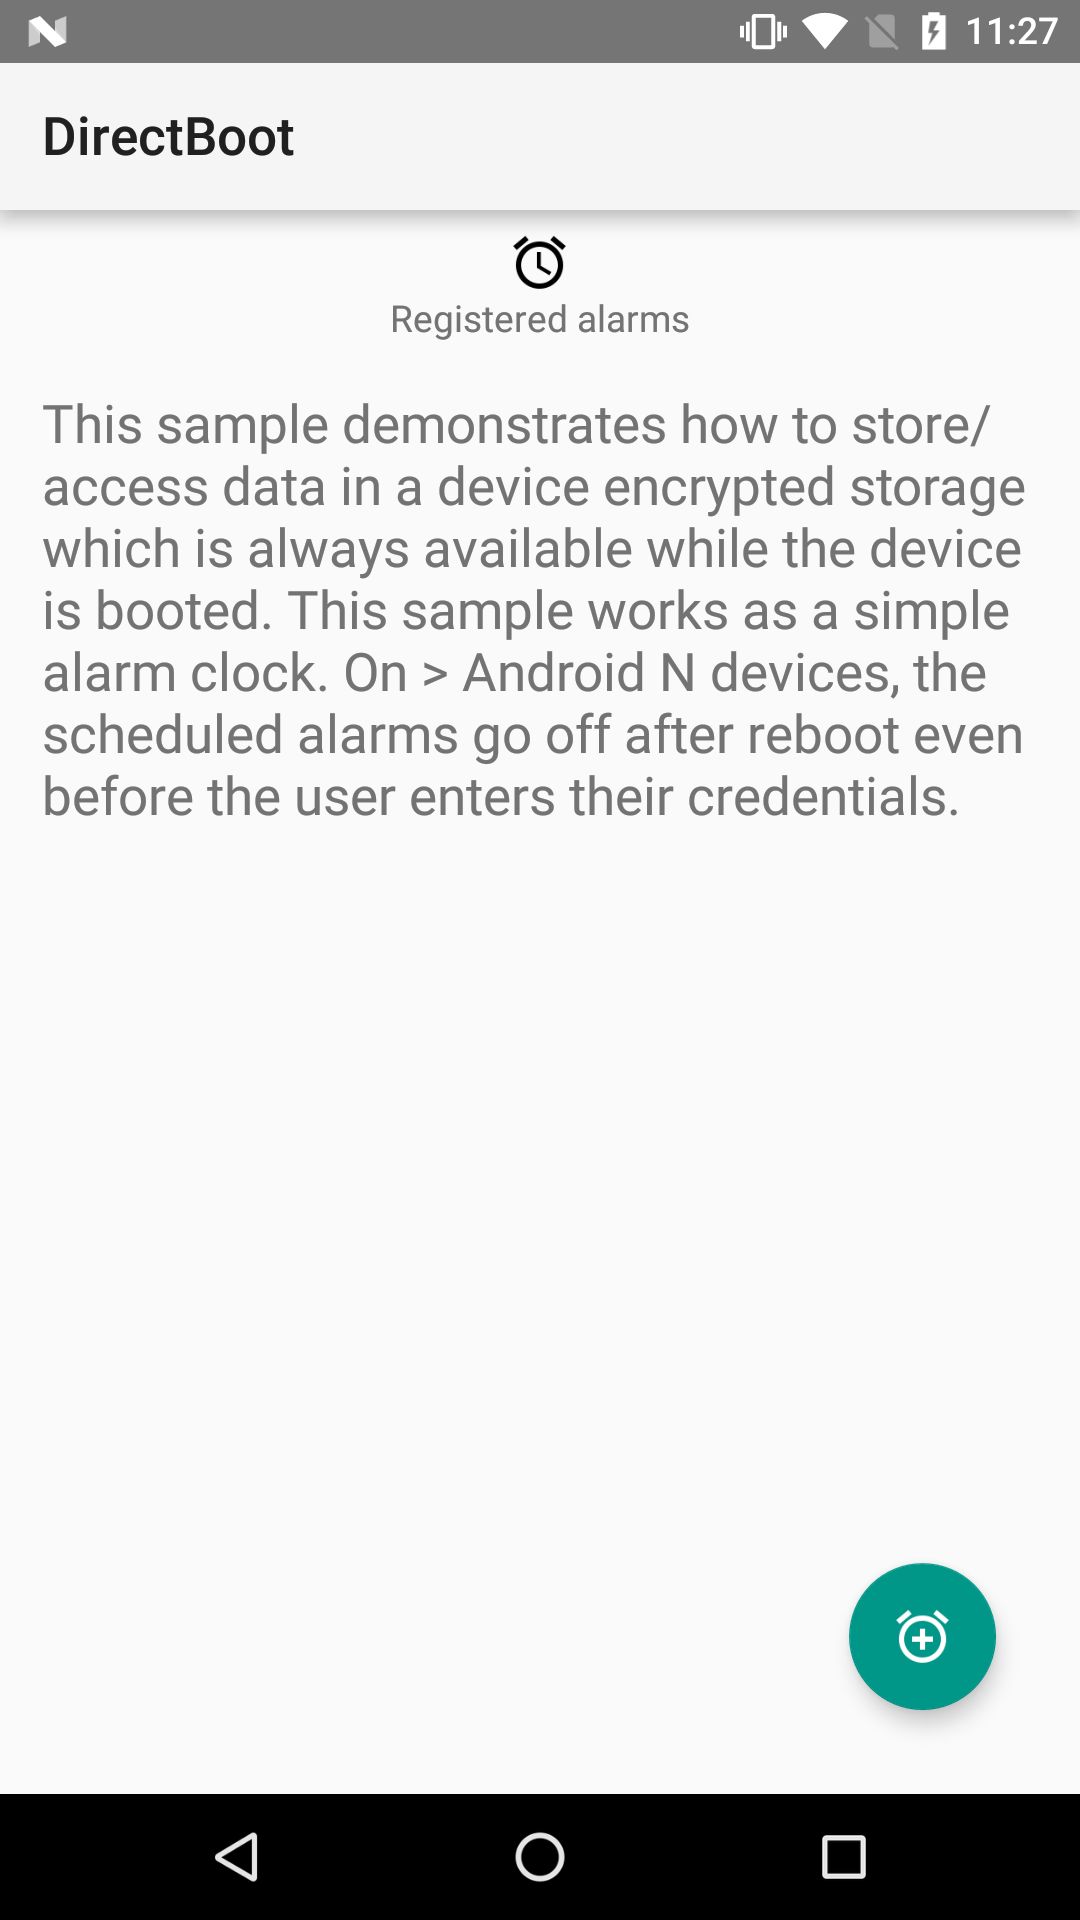 11:27
DirectBoot
Registered alarms
This sample demonstrates how to store/
access data in a device encrypted storage
which is always available while the device
is booted. This sample works as a simple
alarm clock. On > Android N devices, the
scheduled alarms go off after reboot even
before the user enters their credentials.